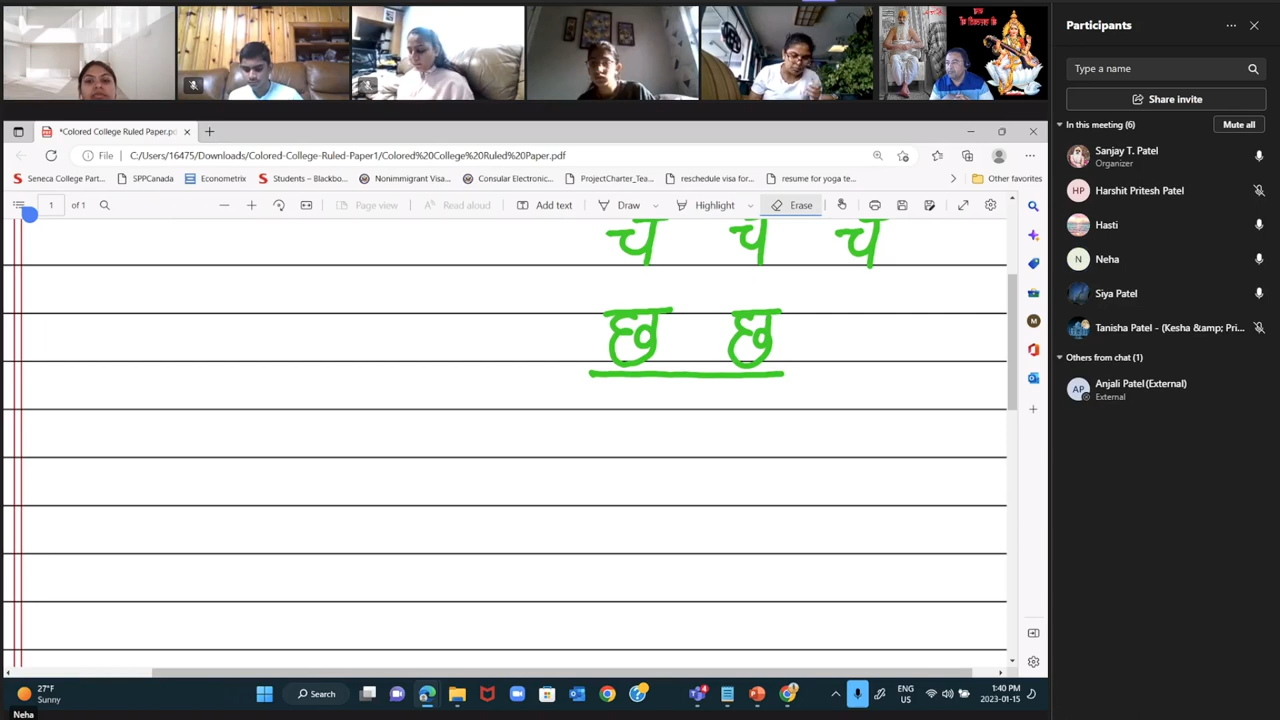 Participants
Type a name
Share invite
In this meeting (6)
Mute all
Sanjay T. Patel
Organizer
HP
Harshit Pritesh Patel
Hasti
N
Neha
Siya Patel
Tanisha Patel - (Kesha &amp; Pri...
Others from chat (1)
AP
Anjali Patel (External)
External
*Colored College Ruled Paper.pd
File
C:/Users/16475/Downloads/Colored-College-Ruled-Paper1/Colored%20College%20Ruled%20Paper.pdf
Seneca College Part...
SPPCanada
Econometrix
Students – Blackbo...
Nonimmigrant Visa...
Consular Electronic...
ProjectCharter_Tea...
reschedule visa for...
resume for yoga te...
Other favorites
1 of 1
Page view
Read aloud
Add text
Draw
Highlight
Erase
च च च
छ छ
27°F
Sunny
Search
ENG
US
1:40 PM
2023-01-15
Neha